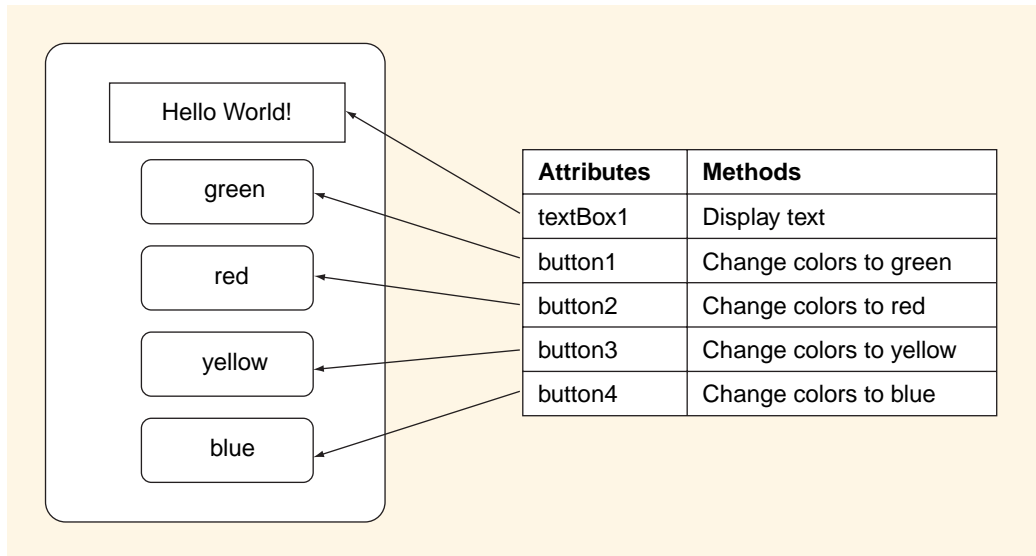 Hello World!
green
red
yellow
blue
Attributes Methods
textBox1 Display text
button1 Change colors to green
button2 Change colors to red
button3 Change colors to yellow
button4 Change colors to blue